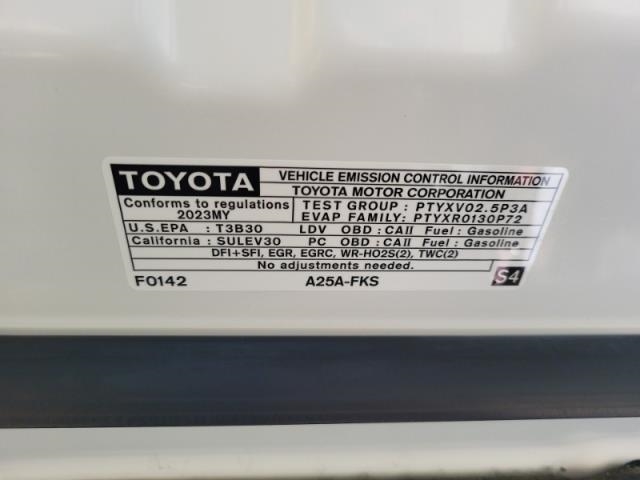 TOYOTA VEHICLE EMISSION CONTROL INFORMATION
TOYOTA MOTOR CORPORATION
Conforms to regulations
2023MY
TEST GROUP : PTYXV02.5P3A
EVAP FAMILY: PTYXR0130P72
U.S.EPA : T3B30 LDV OBD : CAII Fuel : Gasoline
California : SULEV30 PC OBD : CAII Fuel : Gasoline
DFI+SFI, EGR, EGRC, WR-HO2S(2), TWC(2)
No adjustments needed.
F0142 A25A-FKS S4